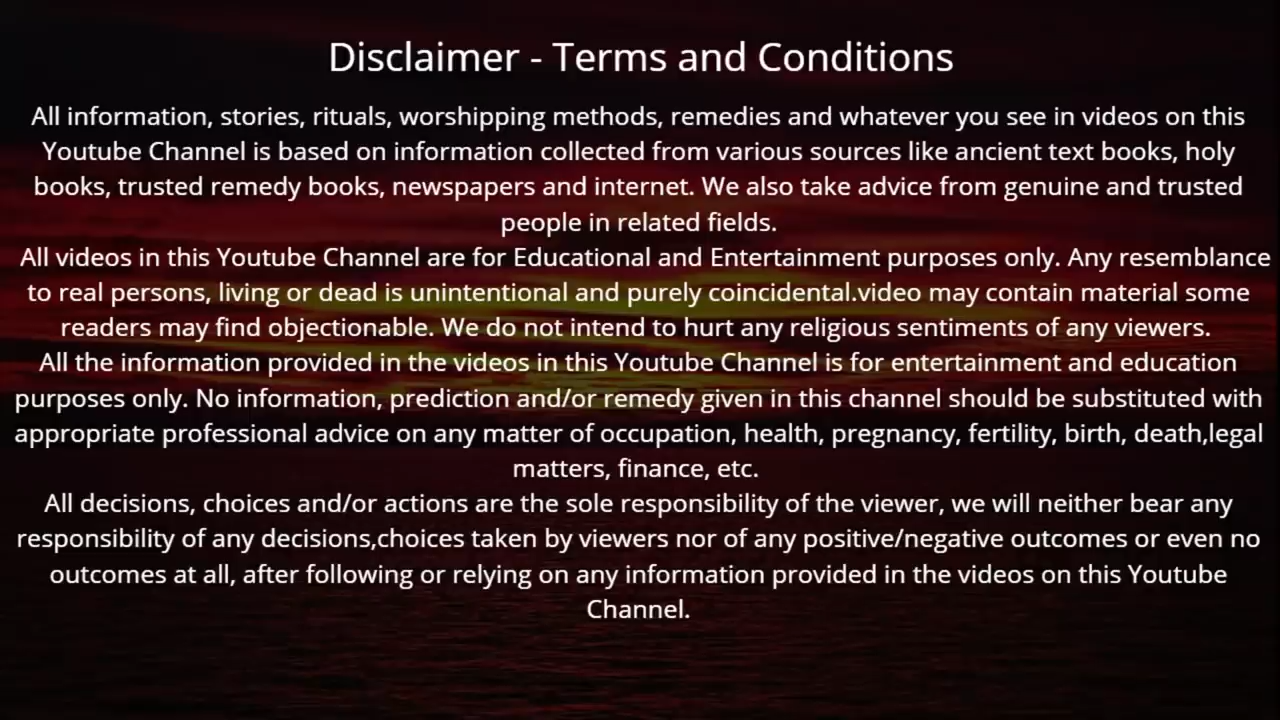 Disclaimer - Terms and Conditions
All information, stories, rituals, worshipping methods, remedies and whatever you see in videos on this
Youtube Channel is based on information collected from various sources like ancient text books, holy
books, trusted remedy books, newspapers and internet. We also take advice from genuine and trusted
people in related fields.
All videos in this Youtube Channel are for Educational and Entertainment purposes only. Any resemblance
to real persons, living or dead is unintentional and purely coincidental.video may contain material some
readers may find objectionable. We do not intend to hurt any religious sentiments of any viewers.
All the information provided in the videos in this Youtube Channel is for entertainment and education
purposes only. No information, prediction and/or remedy given in this channel should be substituted with
appropriate professional advice on any matter of occupation, health, pregnancy, fertility, birth, death,legal
matters, finance, etc.
All decisions, choices and/or actions are the sole responsibility of the viewer, we will neither bear any
responsibility of any decisions,choices taken by viewers nor of any positive/negative outcomes or even no
outcomes at all, after following or relying on any information provided in the videos on this Youtube
Channel.